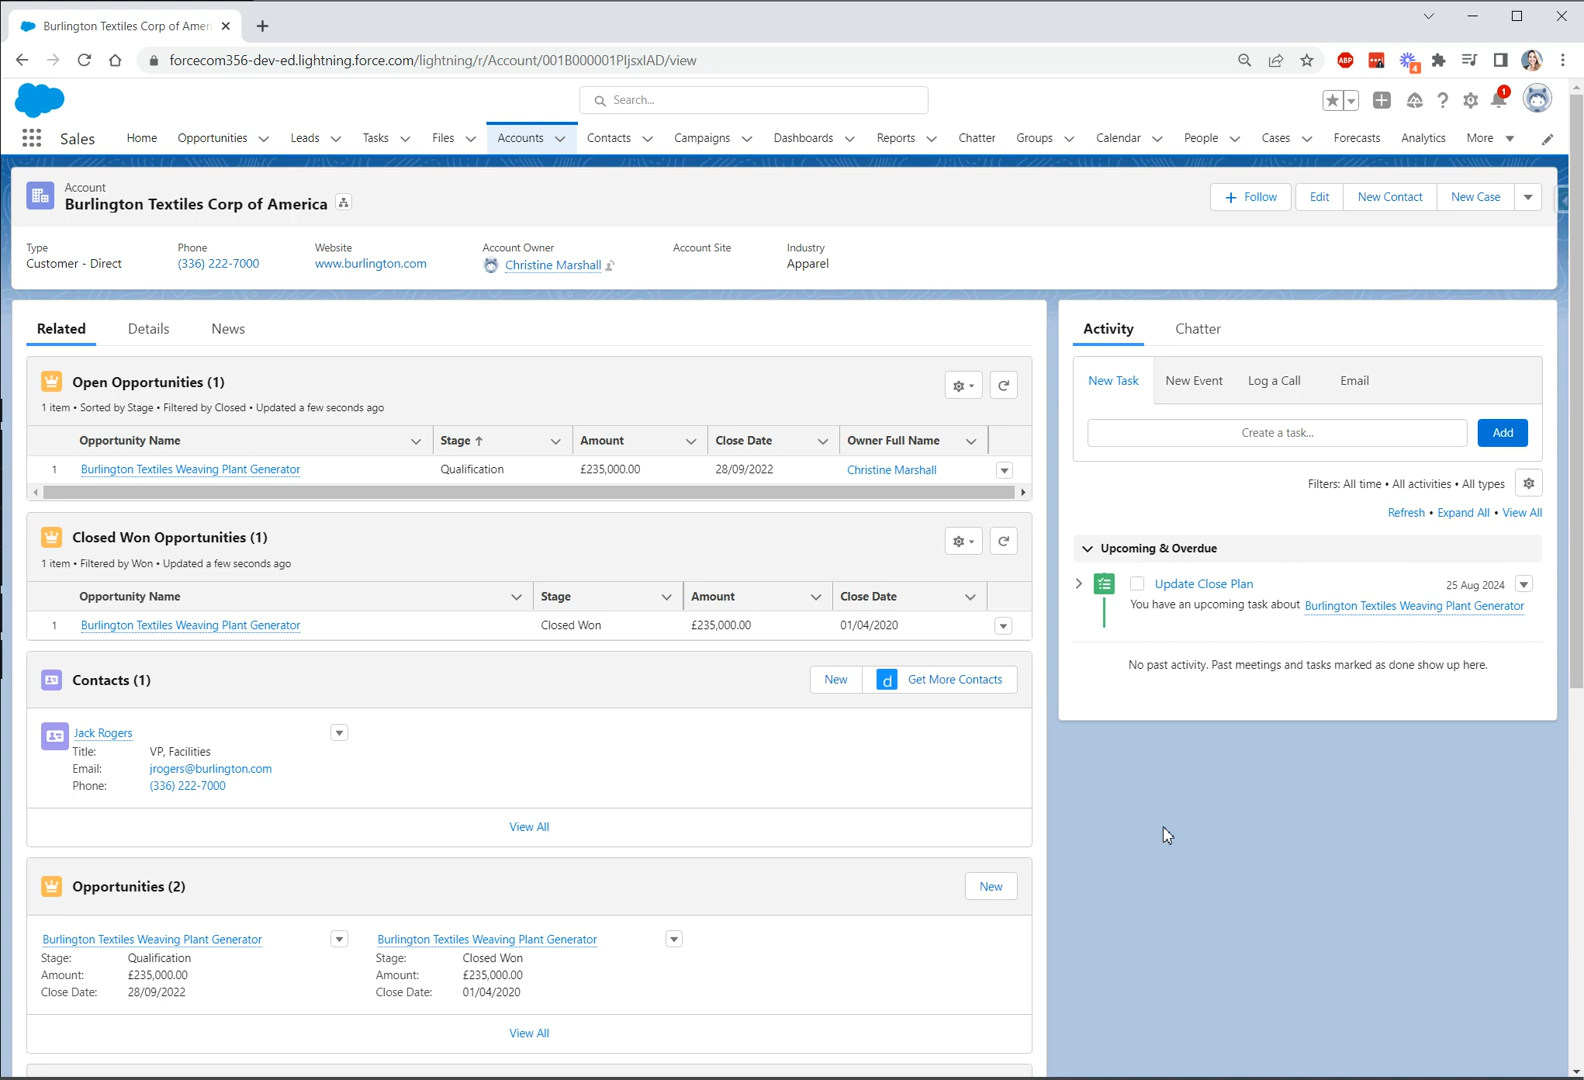 Burlington Textiles Corp of Amer
forcecom356-dev-ed.lightning.force.com/lightning/r/Account/001B000001PIjsxIAD/view
ABP
4
Search...
1
Sales Home Opportunities Leads Tasks Files Accounts Contacts Campaigns Dashboards Reports Chatter Groups Calendar People Cases Forecasts Analytics More
Account
Burlington Textiles Corp of America
Follow Edit New Contact New Case
Type Phone Website Account Owner Account Site Industry
Customer - Direct (336) 222-7000 www.burlington.com Christine Marshall Apparel
Related Details News
Open Opportunities (1)
1 item • Sorted by Stage • Filtered by Closed • Updated a few seconds ago
Opportunity Name Stage ↑ Amount Close Date Owner Full Name
1 Burlington Textiles Weaving Plant Generator Qualification £235,000.00 28/09/2022 Christine Marshall
Closed Won Opportunities (1)
1 item • Filtered by Won • Updated a few seconds ago
Opportunity Name Stage Amount Close Date
1 Burlington Textiles Weaving Plant Generator Closed Won £235,000.00 01/04/2020
Contacts (1)
New d Get More Contacts
Jack Rogers
Title: VP, Facilities
Email: jrogers@burlington.com
Phone: (336) 222-7000
View All
Opportunities (2)
New
Burlington Textiles Weaving Plant Generator
Stage: Qualification
Amount: £235,000.00
Close Date: 28/09/2022
Burlington Textiles Weaving Plant Generator
Stage: Closed Won
Amount: £235,000.00
Close Date: 01/04/2020
View All
Activity Chatter
New Task New Event Log a Call Email
Create a task...
Add
Filters: All time • All activities • All types
Refresh • Expand All • View All
Upcoming & Overdue
Update Close Plan 25 Aug 2024
You have an upcoming task about Burlington Textiles Weaving Plant Generator
No past activity. Past meetings and tasks marked as done show up here.